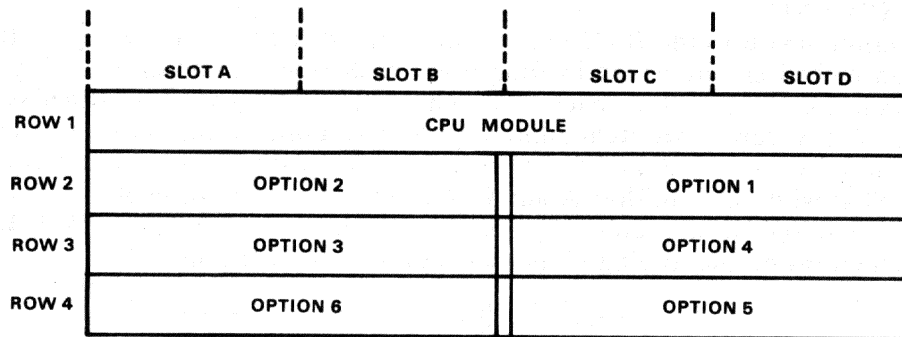 SLOT A SLOT B SLOT C SLOT D
ROW 1 CPU MODULE
ROW 2 OPTION 2 OPTION 1
ROW 3 OPTION 3 OPTION 4
ROW 4 OPTION 6 OPTION 5